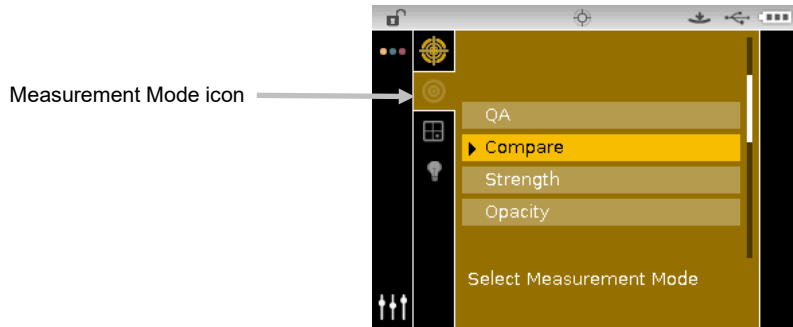 Measurement Mode icon
QA
Compare
Strength
Opacity
Select Measurement Mode